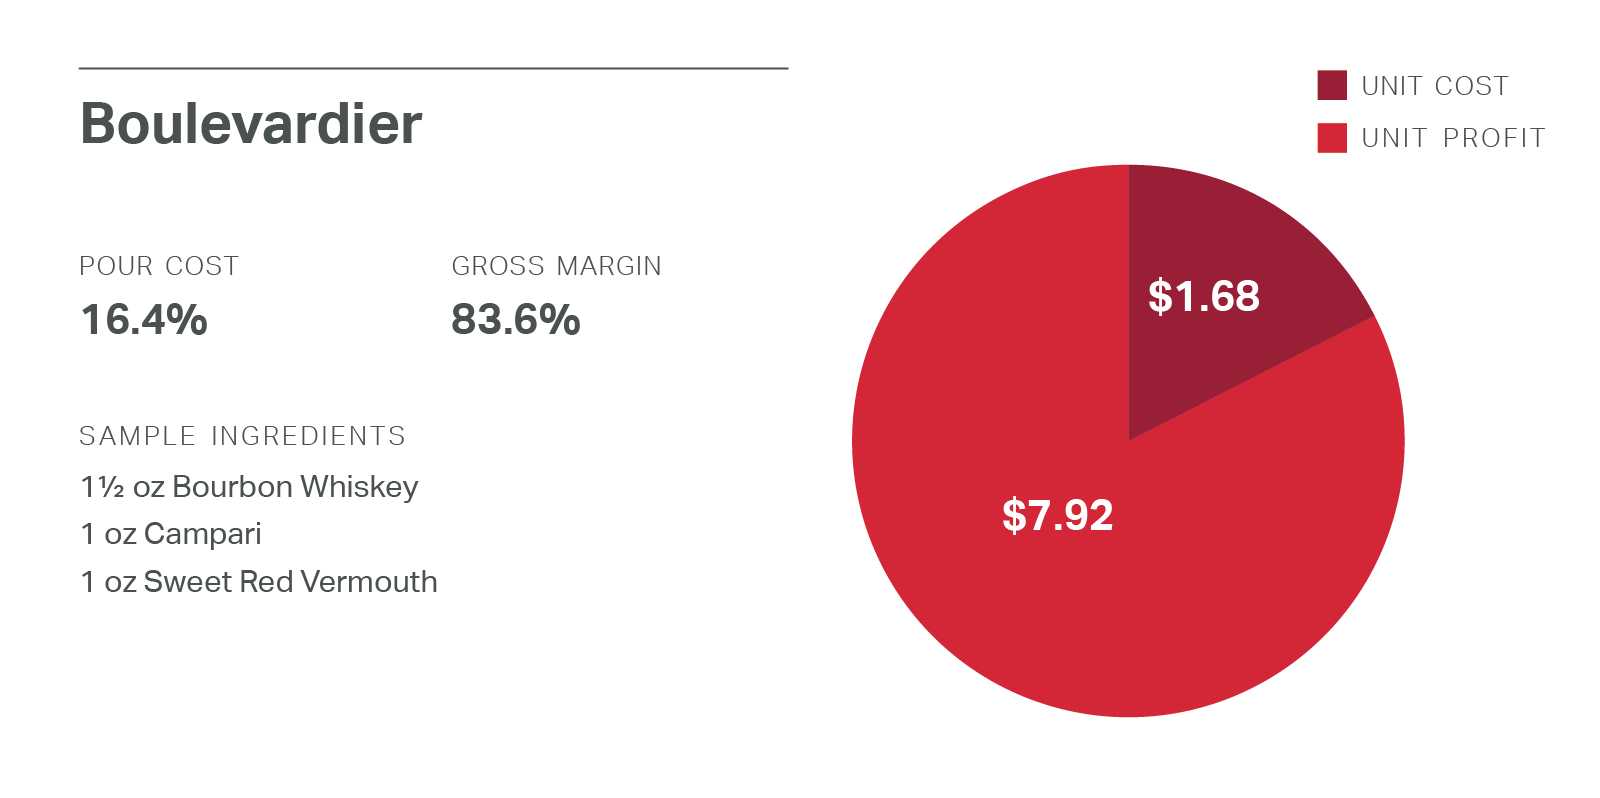 Boulevardier
POUR COST
16.4%
GROSS MARGIN
83.6%
SAMPLE INGREDIENTS
1½ oz Bourbon Whiskey
1 oz Campari
1 oz Sweet Red Vermouth
UNIT COST
UNIT PROFIT
$1.68
$7.92